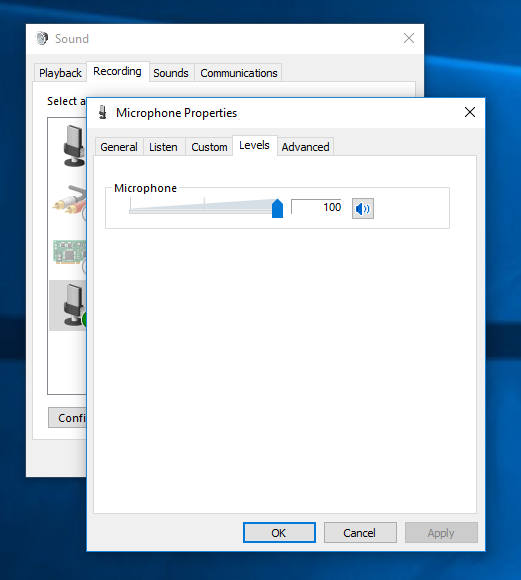 Sound
Playback Recording Sounds Communications
Select a
Microphone Properties
General Listen Custom Levels Advanced
Microphone
100
Confi
OK Cancel Apply